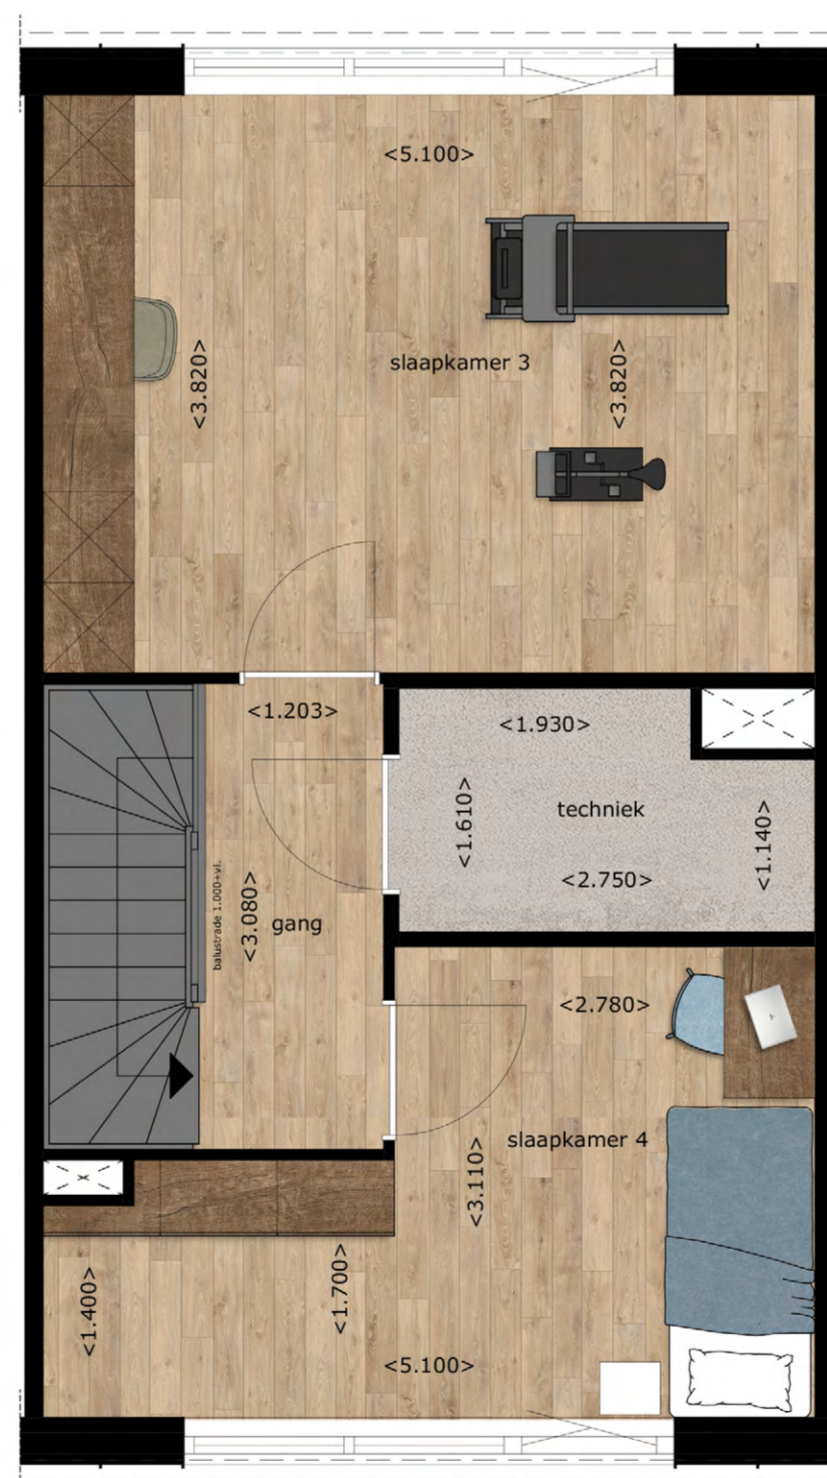 <5.100>
slaapkamer 3
<3.820>
<3.820>
<1.203>
<1.930>
<1.610>
techniek
<1.140>
<2.750>
balustrade 1.000+vl.
<3.080>
gang
<2.780>
slaapkamer 4
<3.110>
<1.400>
<1.700>
<5.100>